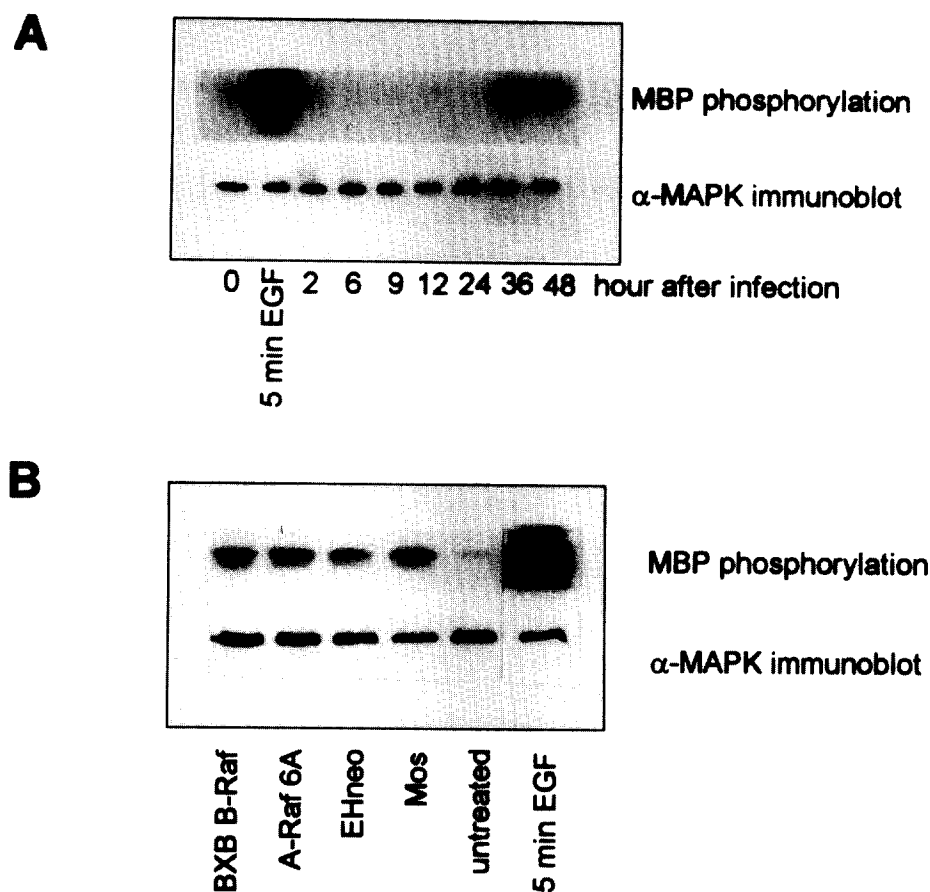 A
MBP phosphorylation
α-MAPK immunoblot
0 5 min EGF 2 6 9 12 24 36 48 hour after infection
B
MBP phosphorylation
α-MAPK immunoblot
BXB B-Raf
A-Raf 6A
EHneo
Mos
untreated
5 min EGF